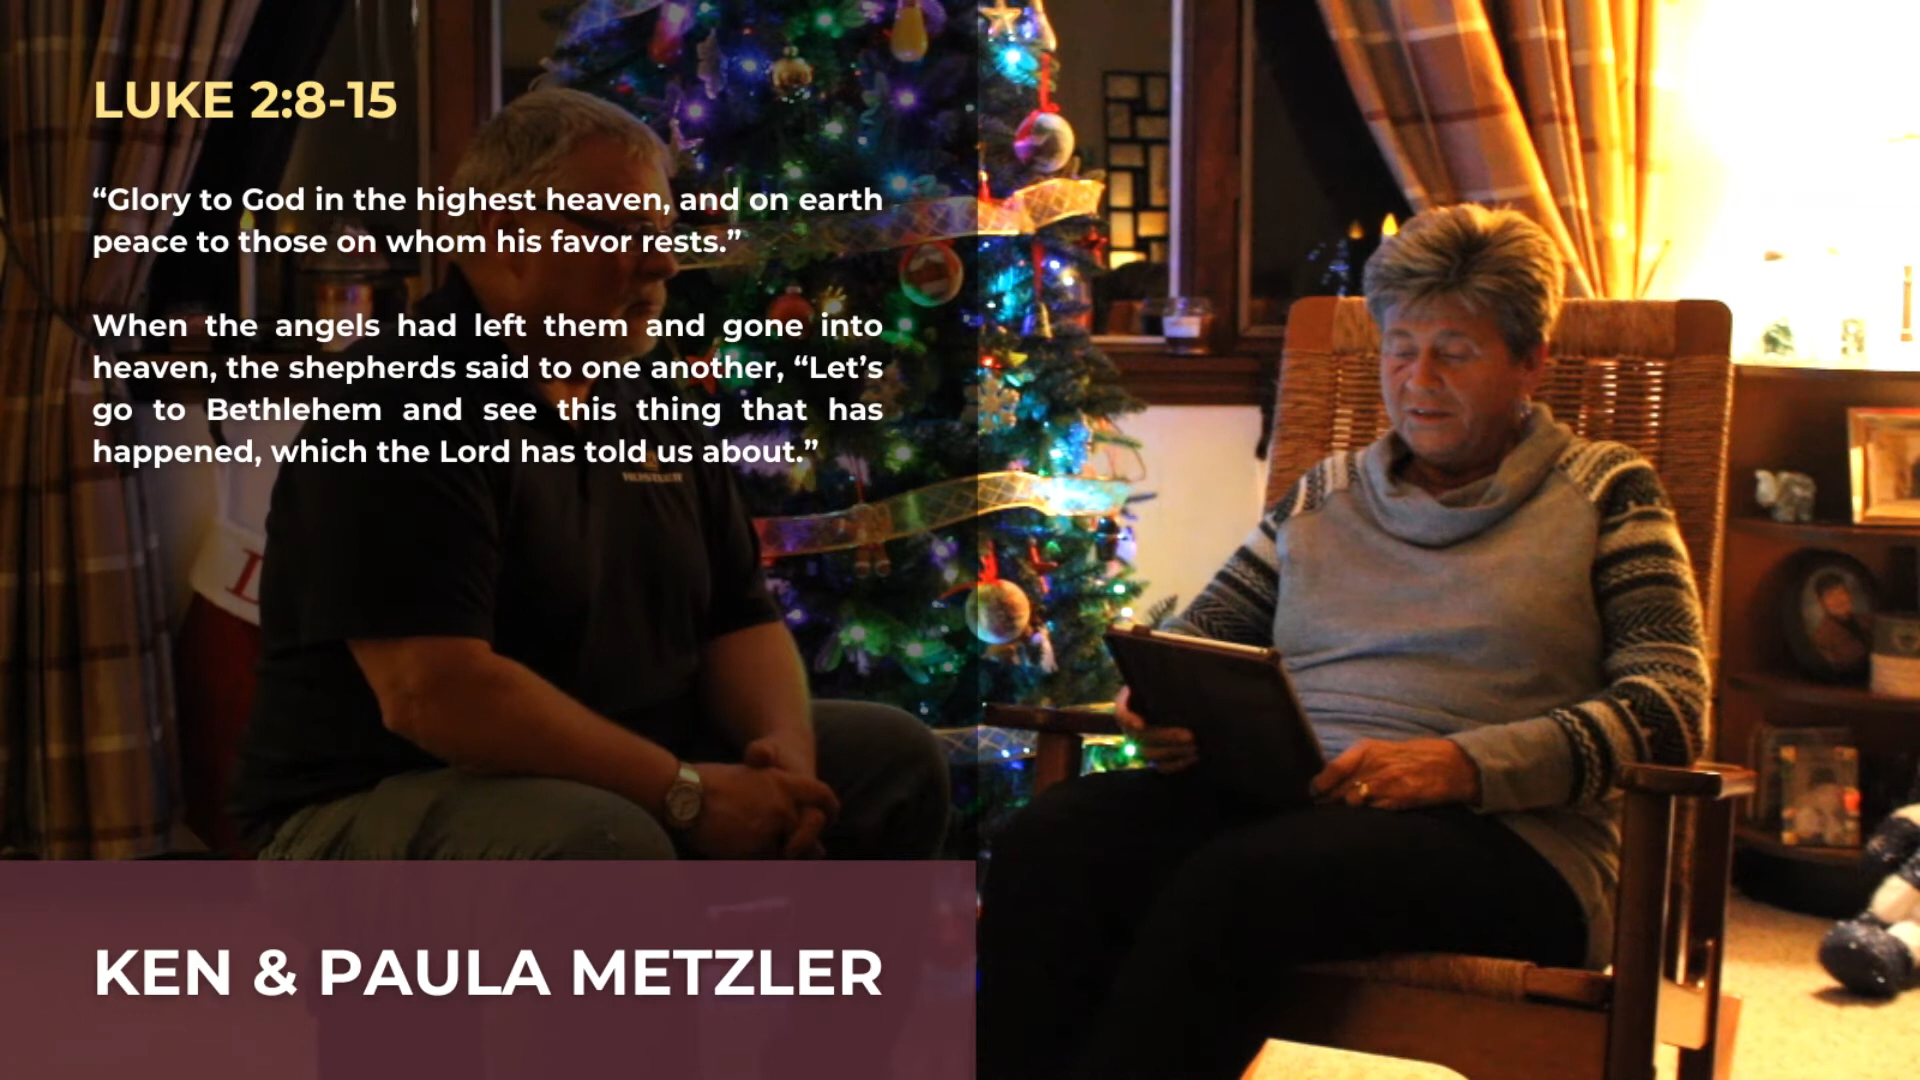 LUKE 2:8-15
“Glory to God in the highest heaven, and on earth
peace to those on whom his favor rests.”
When the angels had left them and gone into
heaven, the shepherds said to one another, “Let’s
go to Bethlehem and see this thing that has
happened, which the Lord has told us about.”
KEN & PAULA METZLER